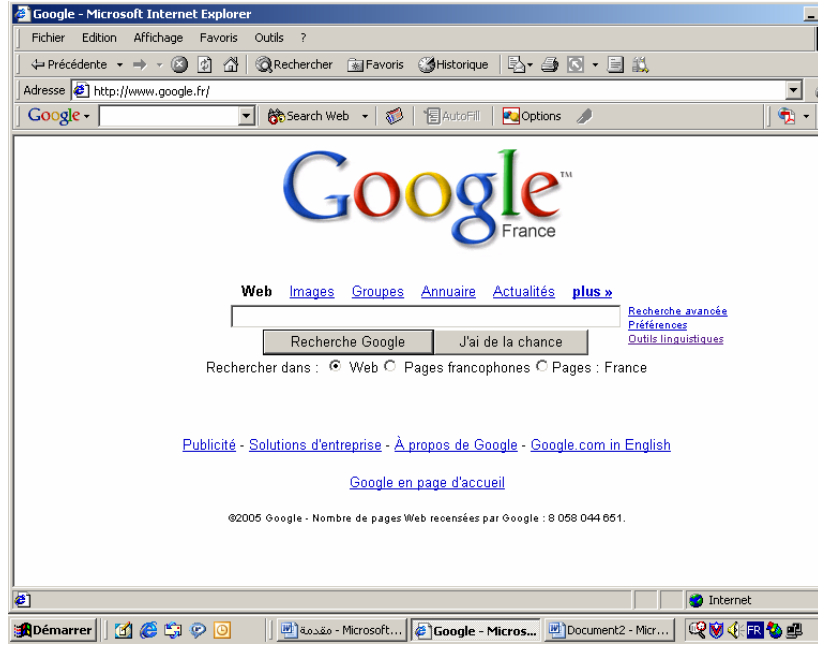 Google - Microsoft Internet Explorer
Fichier Edition Affichage Favoris Outils ?
Précédente Rechercher Favoris Historique
Adresse http://www.google.fr/
Google Search Web AutoFill Options
Google™
France
Web Images Groupes Annuaire Actualités plus »
Recherche avancée
Préférences
Outils linguistiques
Recherche Google J'ai de la chance
Rechercher dans : Web Pages francophones Pages : France
Publicité - Solutions d'entreprise - À propos de Google - Google.com in English
Google en page d'accueil
©2005 Google - Nombre de pages Web recensées par Google : 8 058 044 651.
Internet
Démarrer مقدمة - Microsoft... Google - Micros... Document2 - Micr... FR